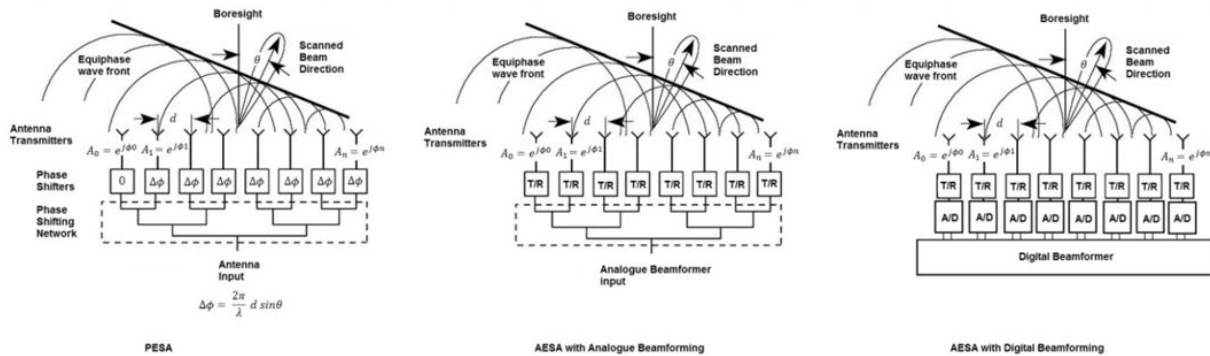 Boresight
Scanned
Beam
Direction
θ
Equiphase
wave front
d
Antenna
Transmitters
A₀ = e^{jϕ0}
A₁ = e^{jϕ1}
Aₙ = e^{jϕn}
Phase
Shifters
0 Δϕ Δϕ Δϕ Δϕ Δϕ Δϕ Δϕ
Phase
Shifting
Network
Antenna
Input
Δϕ = 2π/λ d sinθ
PESA
Boresight
Scanned
Beam
Direction
θ
Equiphase
wave front
d
Antenna
Transmitters
A₀ = e^{jϕ0}
A₁ = e^{jϕ1}
Aₙ = e^{jϕn}
T/R T/R T/R T/R T/R T/R T/R T/R
Analogue Beamformer
input
AESA with Analogue Beamforming
Boresight
Scanned
Beam
Direction
θ
Equiphase
wave front
d
Antenna
Transmitters
A₀ = e^{jϕ0}
A₁ = e^{jϕ1}
Aₙ = e^{jϕn}
T/R T/R T/R T/R T/R T/R T/R T/R
A/D A/D A/D A/D A/D A/D A/D A/D
Digital Beamformer
AESA with Digital Beamforming